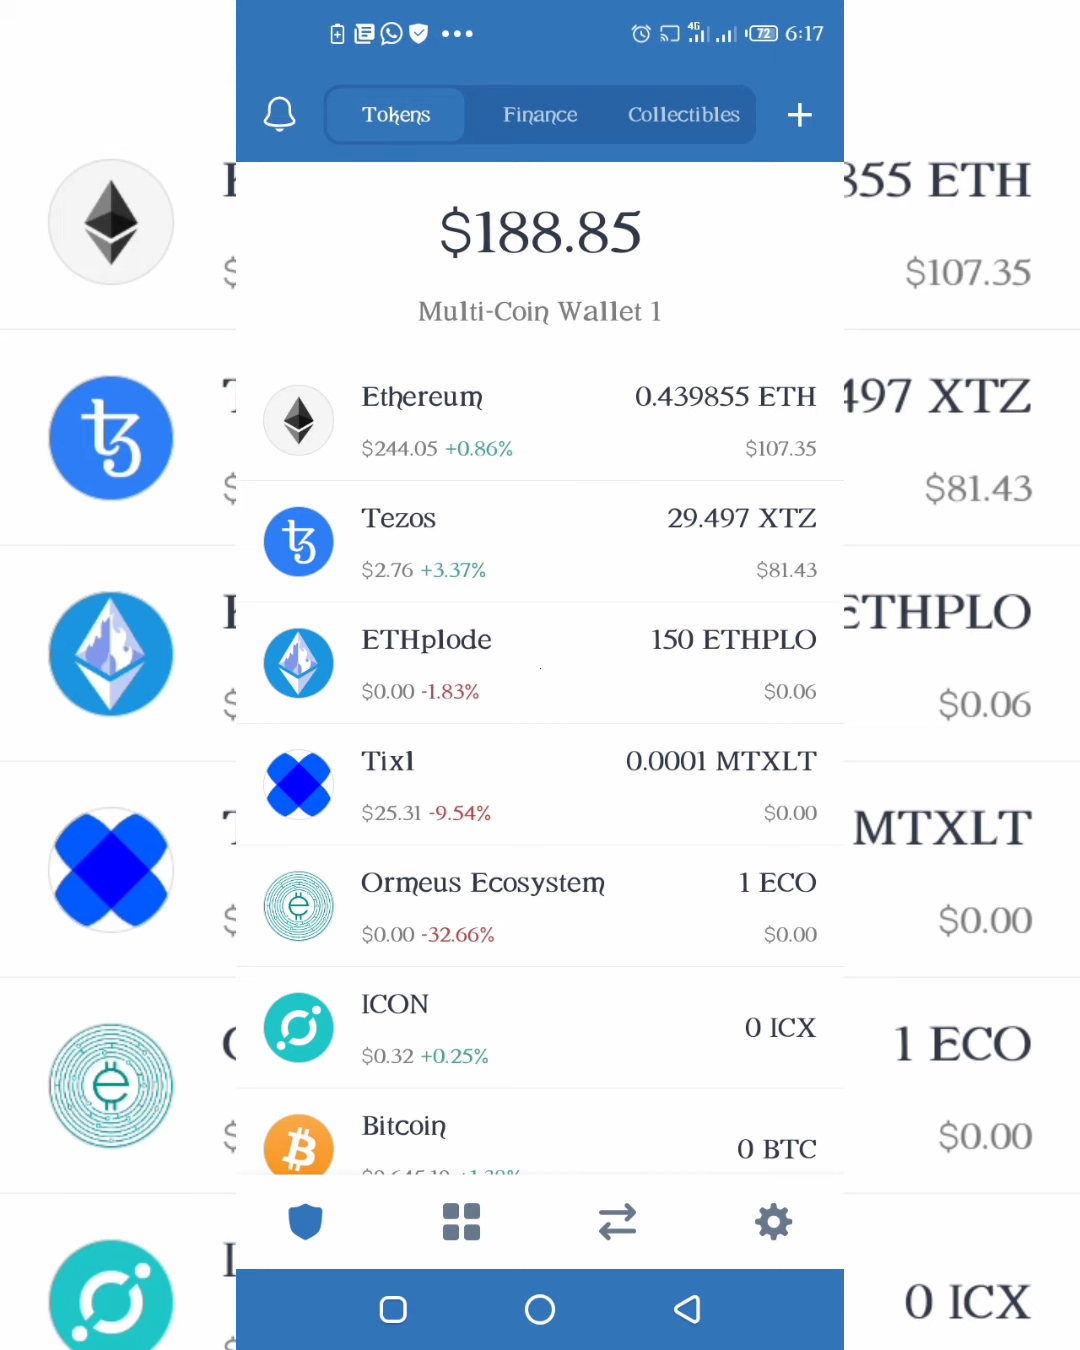 4G 72 6:17
Tokens Finance Collectibles
$188.85
Multi-Coin Wallet 1
Ethereum 0.439855 ETH
$244.05 +0.86% $107.35
Tezos 29.497 XTZ
$2.76 +3.37% $81.43
ETHplode 150 ETHPLO
$0.00 -1.83% $0.06
Tixl 0.0001 MTXLT
$25.31 -9.54% $0.00
Ormeus Ecosystem 1 ECO
$0.00 -32.66% $0.00
ICON 0 ICX
$0.32 +0.25%
Bitcoin 0 BTC
855 ETH
$107.35
497 XTZ
$81.43
ETHPLO
$0.06
MTXLT
$0.00
1 ECO
$0.00
0 ICX